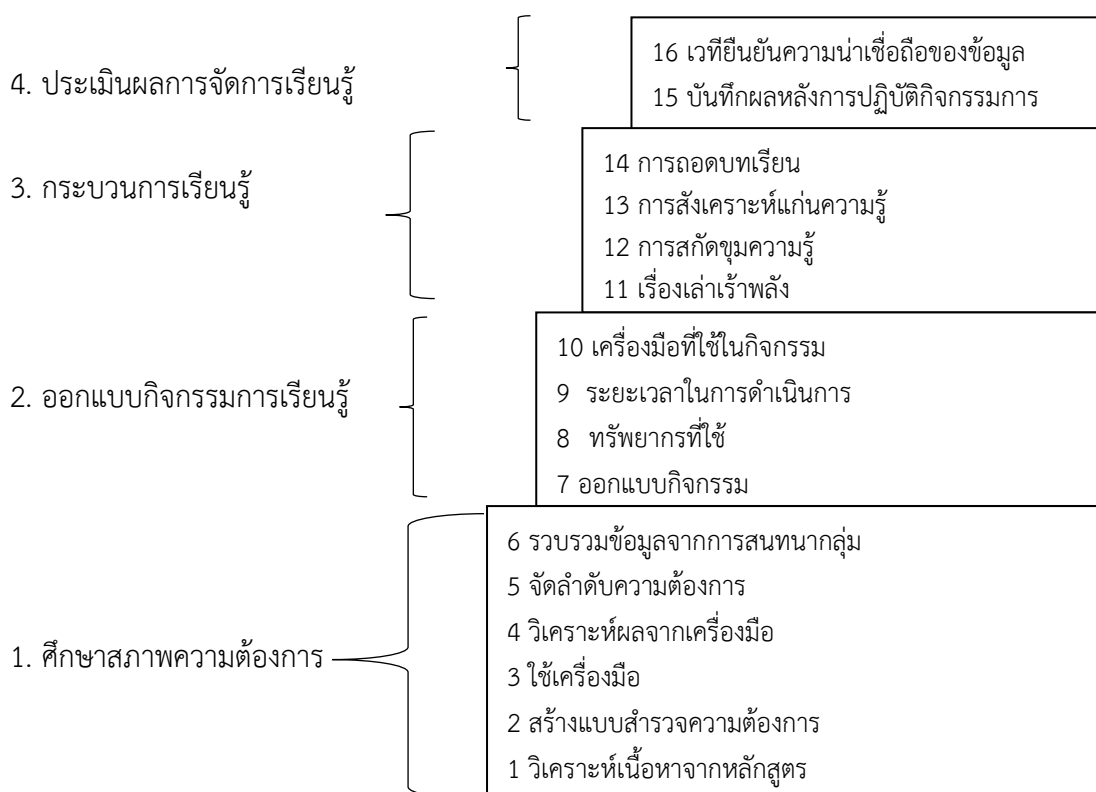 4. ประเมินผลการจัดการเรียนรู้
16 เวทียืนยันความน่าเชื่อถือของข้อมูล
15 บันทึกผลหลังการปฏิบัติกิจกรรมการ
3. กระบวนการเรียนรู้
14 การถอดบทเรียน
13 การสังเคราะห์แก่นความรู้
12 การสกัดขุมความรู้
11 เรื่องเล่าเร้าพลัง
2. ออกแบบกิจกรรมการเรียนรู้
10 เครื่องมือที่ใช้ในกิจกรรม
9 ระยะเวลาในการดำเนินการ
8 ทรัพยากรที่ใช้
7 ออกแบบกิจกรรม
1. ศึกษาสภาพความต้องการ
6 รวบรวมข้อมูลจากการสนทนากลุ่ม
5 จัดลำดับความต้องการ
4 วิเคราะห์ผลจากเครื่องมือ
3 ใช้เครื่องมือ
2 สร้างแบบสำรวจความต้องการ
1 วิเคราะห์เนื้อหาจากหลักสูตร